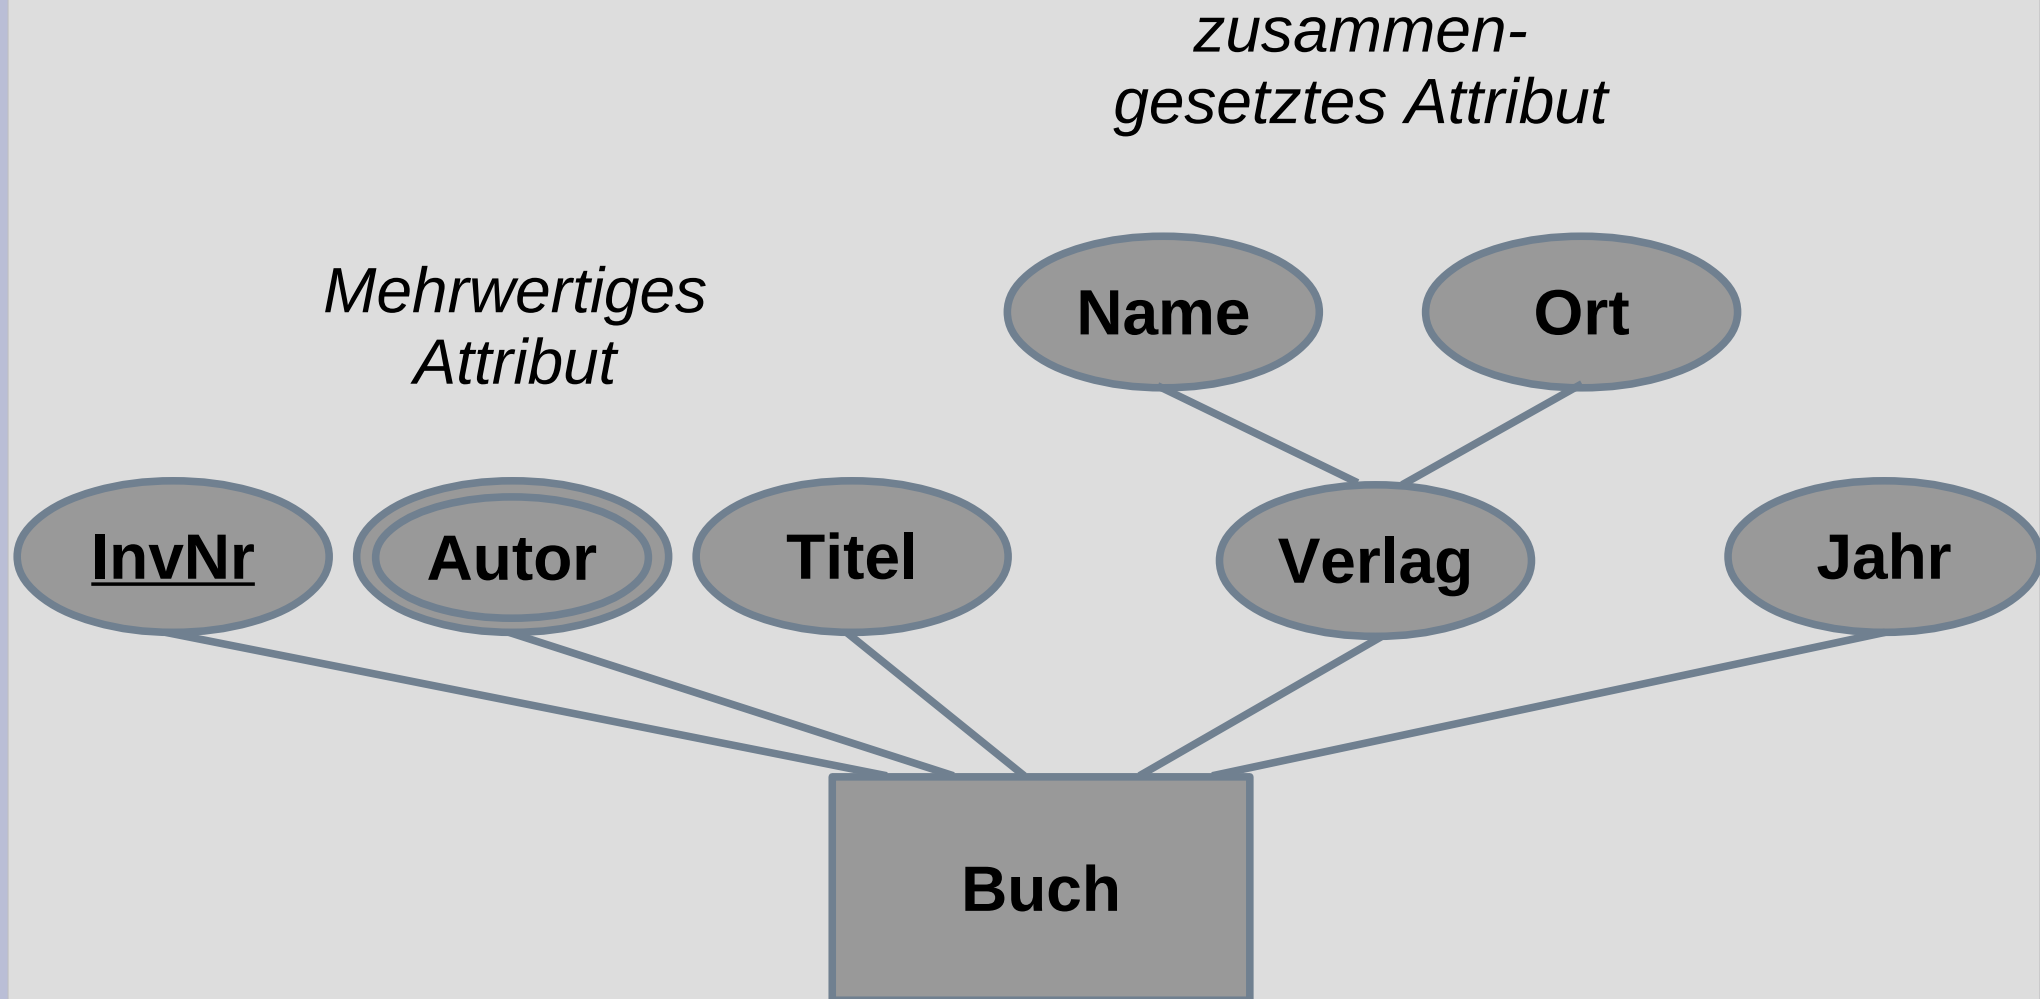 zusammen-
gesetztes Attribut
Mehrwertiges
Attribut
Name
Ort
InvNr
Autor
Titel
Verlag
Jahr
Buch